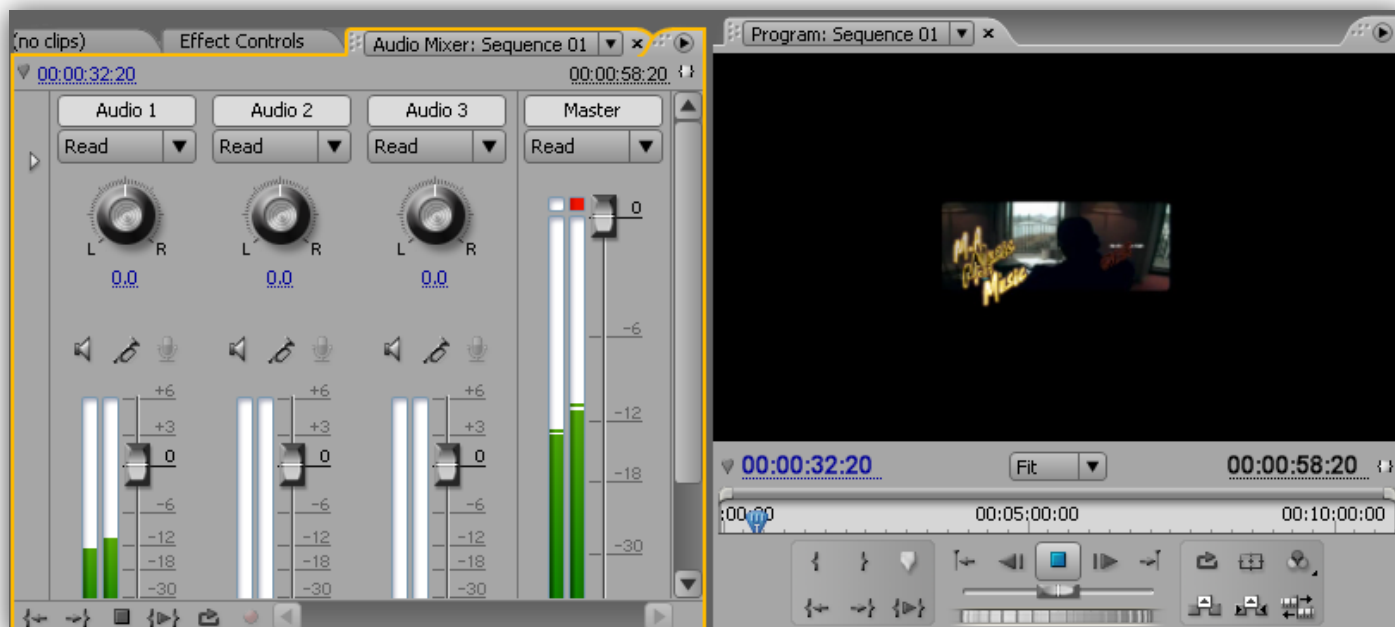 (no clips) Effect Controls Audio Mixer: Sequence 01
00:00:32:20 00:00:58:20
Audio 1 Audio 2 Audio 3 Master
Read Read Read Read
0
L R L R L R
0.0 0.0 0.0
-6
+6 +6 +6
-12
+3 +3 +3
0 0 0
-18
-6 -6 -6
-12 -12 -12
-30
-18 -18 -18
-30 -30 -30
Program: Sequence 01
M-A
Music
00:00:32:20 Fit 00:00:58:20
:00:00 00:05:00:00 00:10:00:00